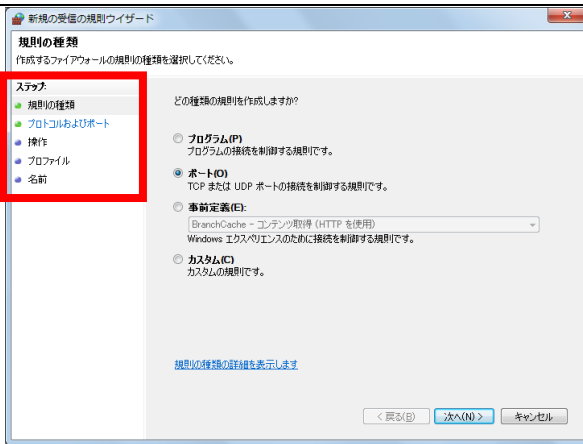 新規の受信の規則ウィザード
規則の種類
作成するファイアウォールの規則の種類を選択してください。
ステップ:
規則の種類
プロトコルおよびポート
操作
プロファイル
名前
どの種類の規則を作成しますか?
プログラム(P)
プログラムの接続を制御する規則です。
ポート(O)
TCP または UDP ポートの接続を制御する規則です。
事前定義(E):
BranchCache - コンテンツ取得 (HTTP を使用)
Windows エクスペリエンスのために接続を制御する規則です。
カスタム(C)
カスタムの規則です。
規則の種類の詳細を表示します
< 戻る(B)
次へ(N) >
キャンセル